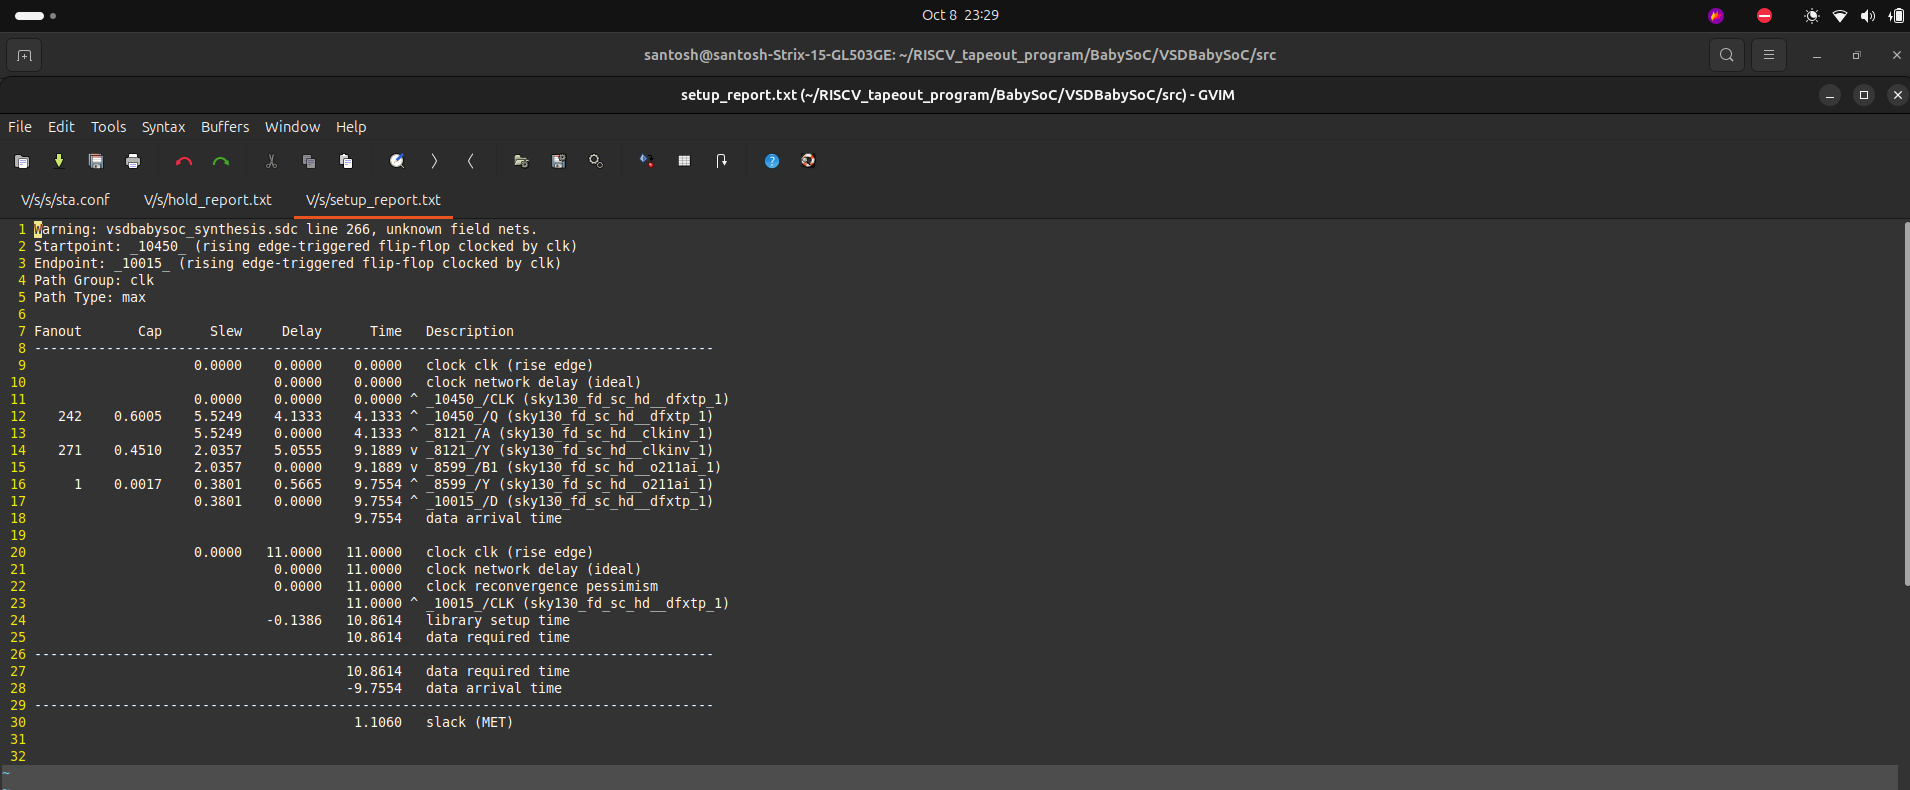 Oct 8 23:29
santosh@santosh-Strix-15-GL503GE: ~/RISCV_tapeout_program/BabySoC/VSDBabySoC/src
setup_report.txt (~/RISCV_tapeout_program/BabySoC/VSDBabySoC/src) - GVIM
File Edit Tools Syntax Buffers Window Help
V/s/s/sta.conf V/s/hold_report.txt V/s/setup_report.txt
1 Warning: vsdbabysoc_synthesis.sdc line 266, unknown field nets.
2 Startpoint: _10450_ (rising edge-triggered flip-flop clocked by clk)
3 Endpoint: _10015_ (rising edge-triggered flip-flop clocked by clk)
4 Path Group: clk
5 Path Type: max
6
7 Fanout Cap Slew Delay Time Description
8 -------------------------------------------------------------------------------------
9 0.0000 0.0000 0.0000 clock clk (rise edge)
10 0.0000 0.0000 clock network delay (ideal)
11 0.0000 0.0000 0.0000 ^ _10450_/CLK (sky130_fd_sc_hd__dfxtp_1)
12 242 0.6005 5.5249 4.1333 4.1333 ^ _10450_/Q (sky130_fd_sc_hd__dfxtp_1)
13 5.5249 0.0000 4.1333 ^ _8121_/A (sky130_fd_sc_hd__clkinv_1)
14 271 0.4510 2.0357 5.0555 9.1889 v _8121_/Y (sky130_fd_sc_hd__clkinv_1)
15 2.0357 0.0000 9.1889 v _8599_/B1 (sky130_fd_sc_hd__o211ai_1)
16 1 0.0017 0.3801 0.5665 9.7554 ^ _8599_/Y (sky130_fd_sc_hd__o211ai_1)
17 0.3801 0.0000 9.7554 ^ _10015_/D (sky130_fd_sc_hd__dfxtp_1)
18 9.7554 data arrival time
19
20 0.0000 11.0000 11.0000 clock clk (rise edge)
21 0.0000 11.0000 clock network delay (ideal)
22 0.0000 11.0000 clock reconvergence pessimism
23 11.0000 ^ _10015_/CLK (sky130_fd_sc_hd__dfxtp_1)
24 -0.1386 10.8614 library setup time
25 10.8614 data required time
26 -------------------------------------------------------------------------------------
27 10.8614 data required time
28 -9.7554 data arrival time
29 -------------------------------------------------------------------------------------
30 1.1060 slack (MET)
31
32
~